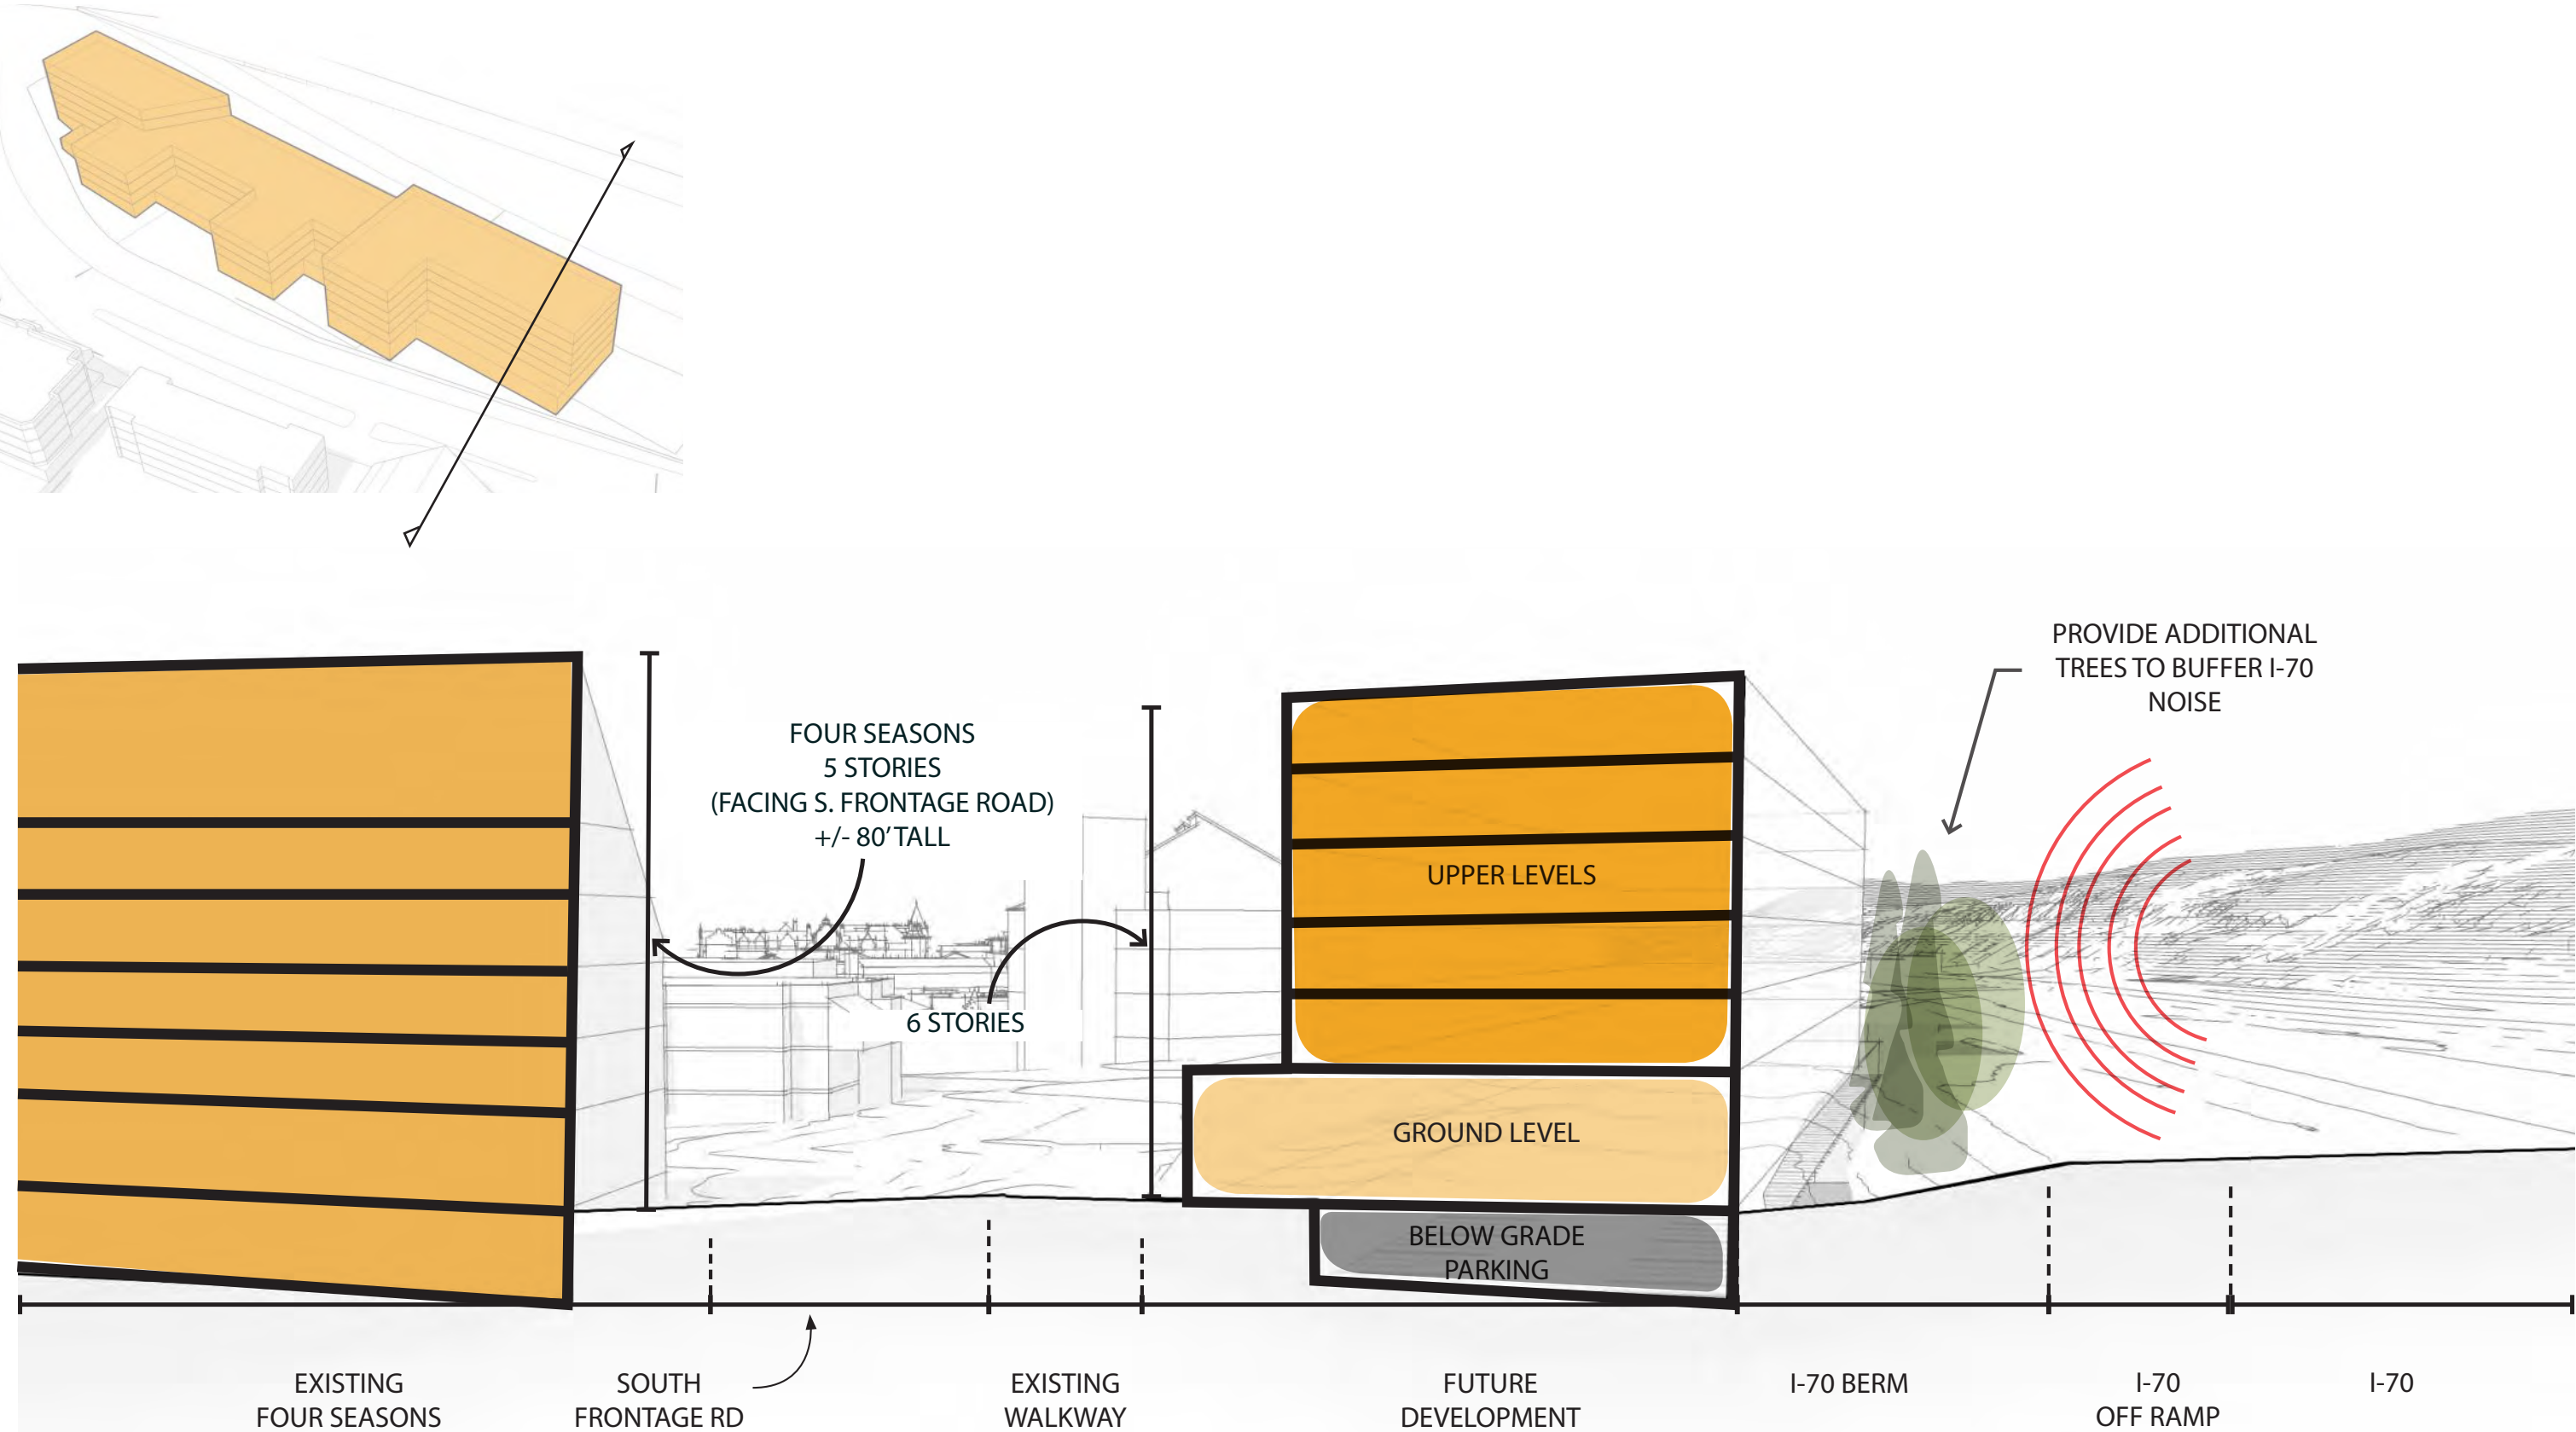 PROVIDE ADDITIONAL
TREES TO BUFFER I-70
NOISE
FOUR SEASONS
5 STORIES
(FACING S. FRONTAGE ROAD)
+/- 80' TALL
6 STORIES
UPPER LEVELS
GROUND LEVEL
BELOW GRADE
PARKING
EXISTING
FOUR SEASONS
SOUTH
FRONTAGE RD
EXISTING
WALKWAY
FUTURE
DEVELOPMENT
I-70 BERM
I-70
OFF RAMP
I-70